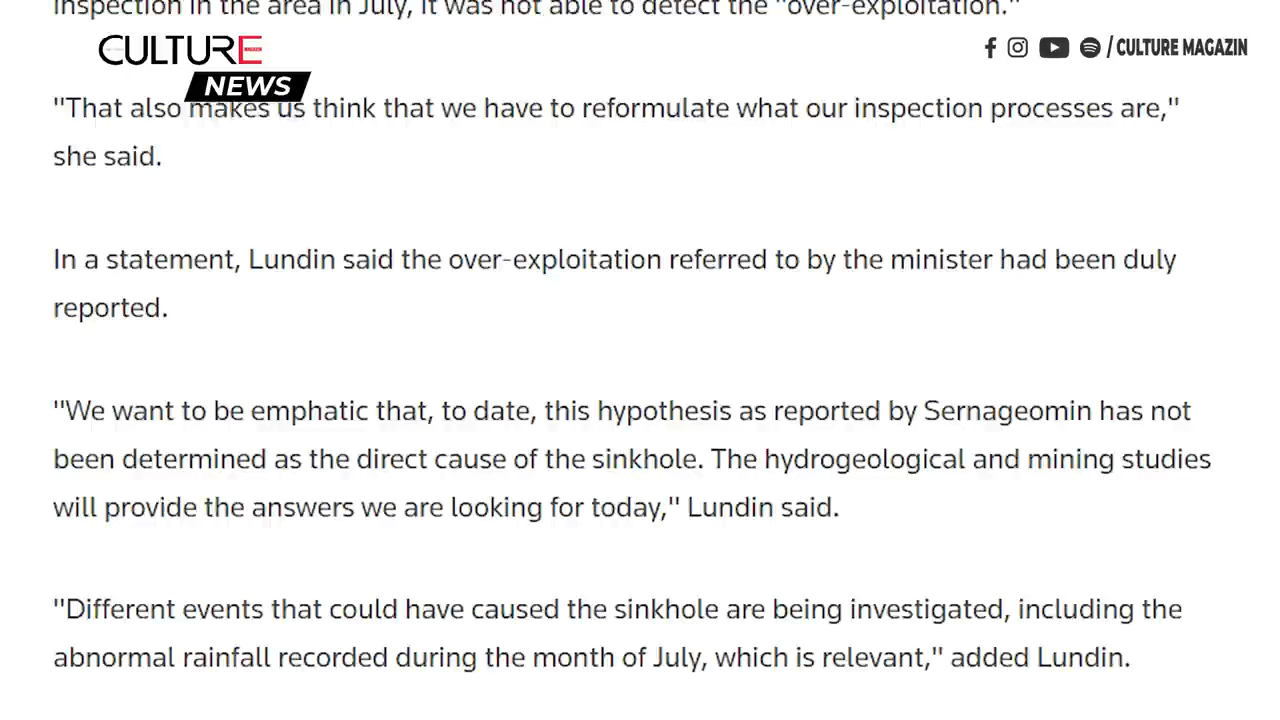 inspection in the area in July, it was not able to detect the "over-exploitation."
CULTURE
NEWS
/ CULTURE MAGAZIN
"That also makes us think that we have to reformulate what our inspection processes are,"
she said.
In a statement, Lundin said the over-exploitation referred to by the minister had been duly
reported.
"We want to be emphatic that, to date, this hypothesis as reported by Sernageomin has not
been determined as the direct cause of the sinkhole. The hydrogeological and mining studies
will provide the answers we are looking for today," Lundin said.
"Different events that could have caused the sinkhole are being investigated, including the
abnormal rainfall recorded during the month of July, which is relevant," added Lundin.